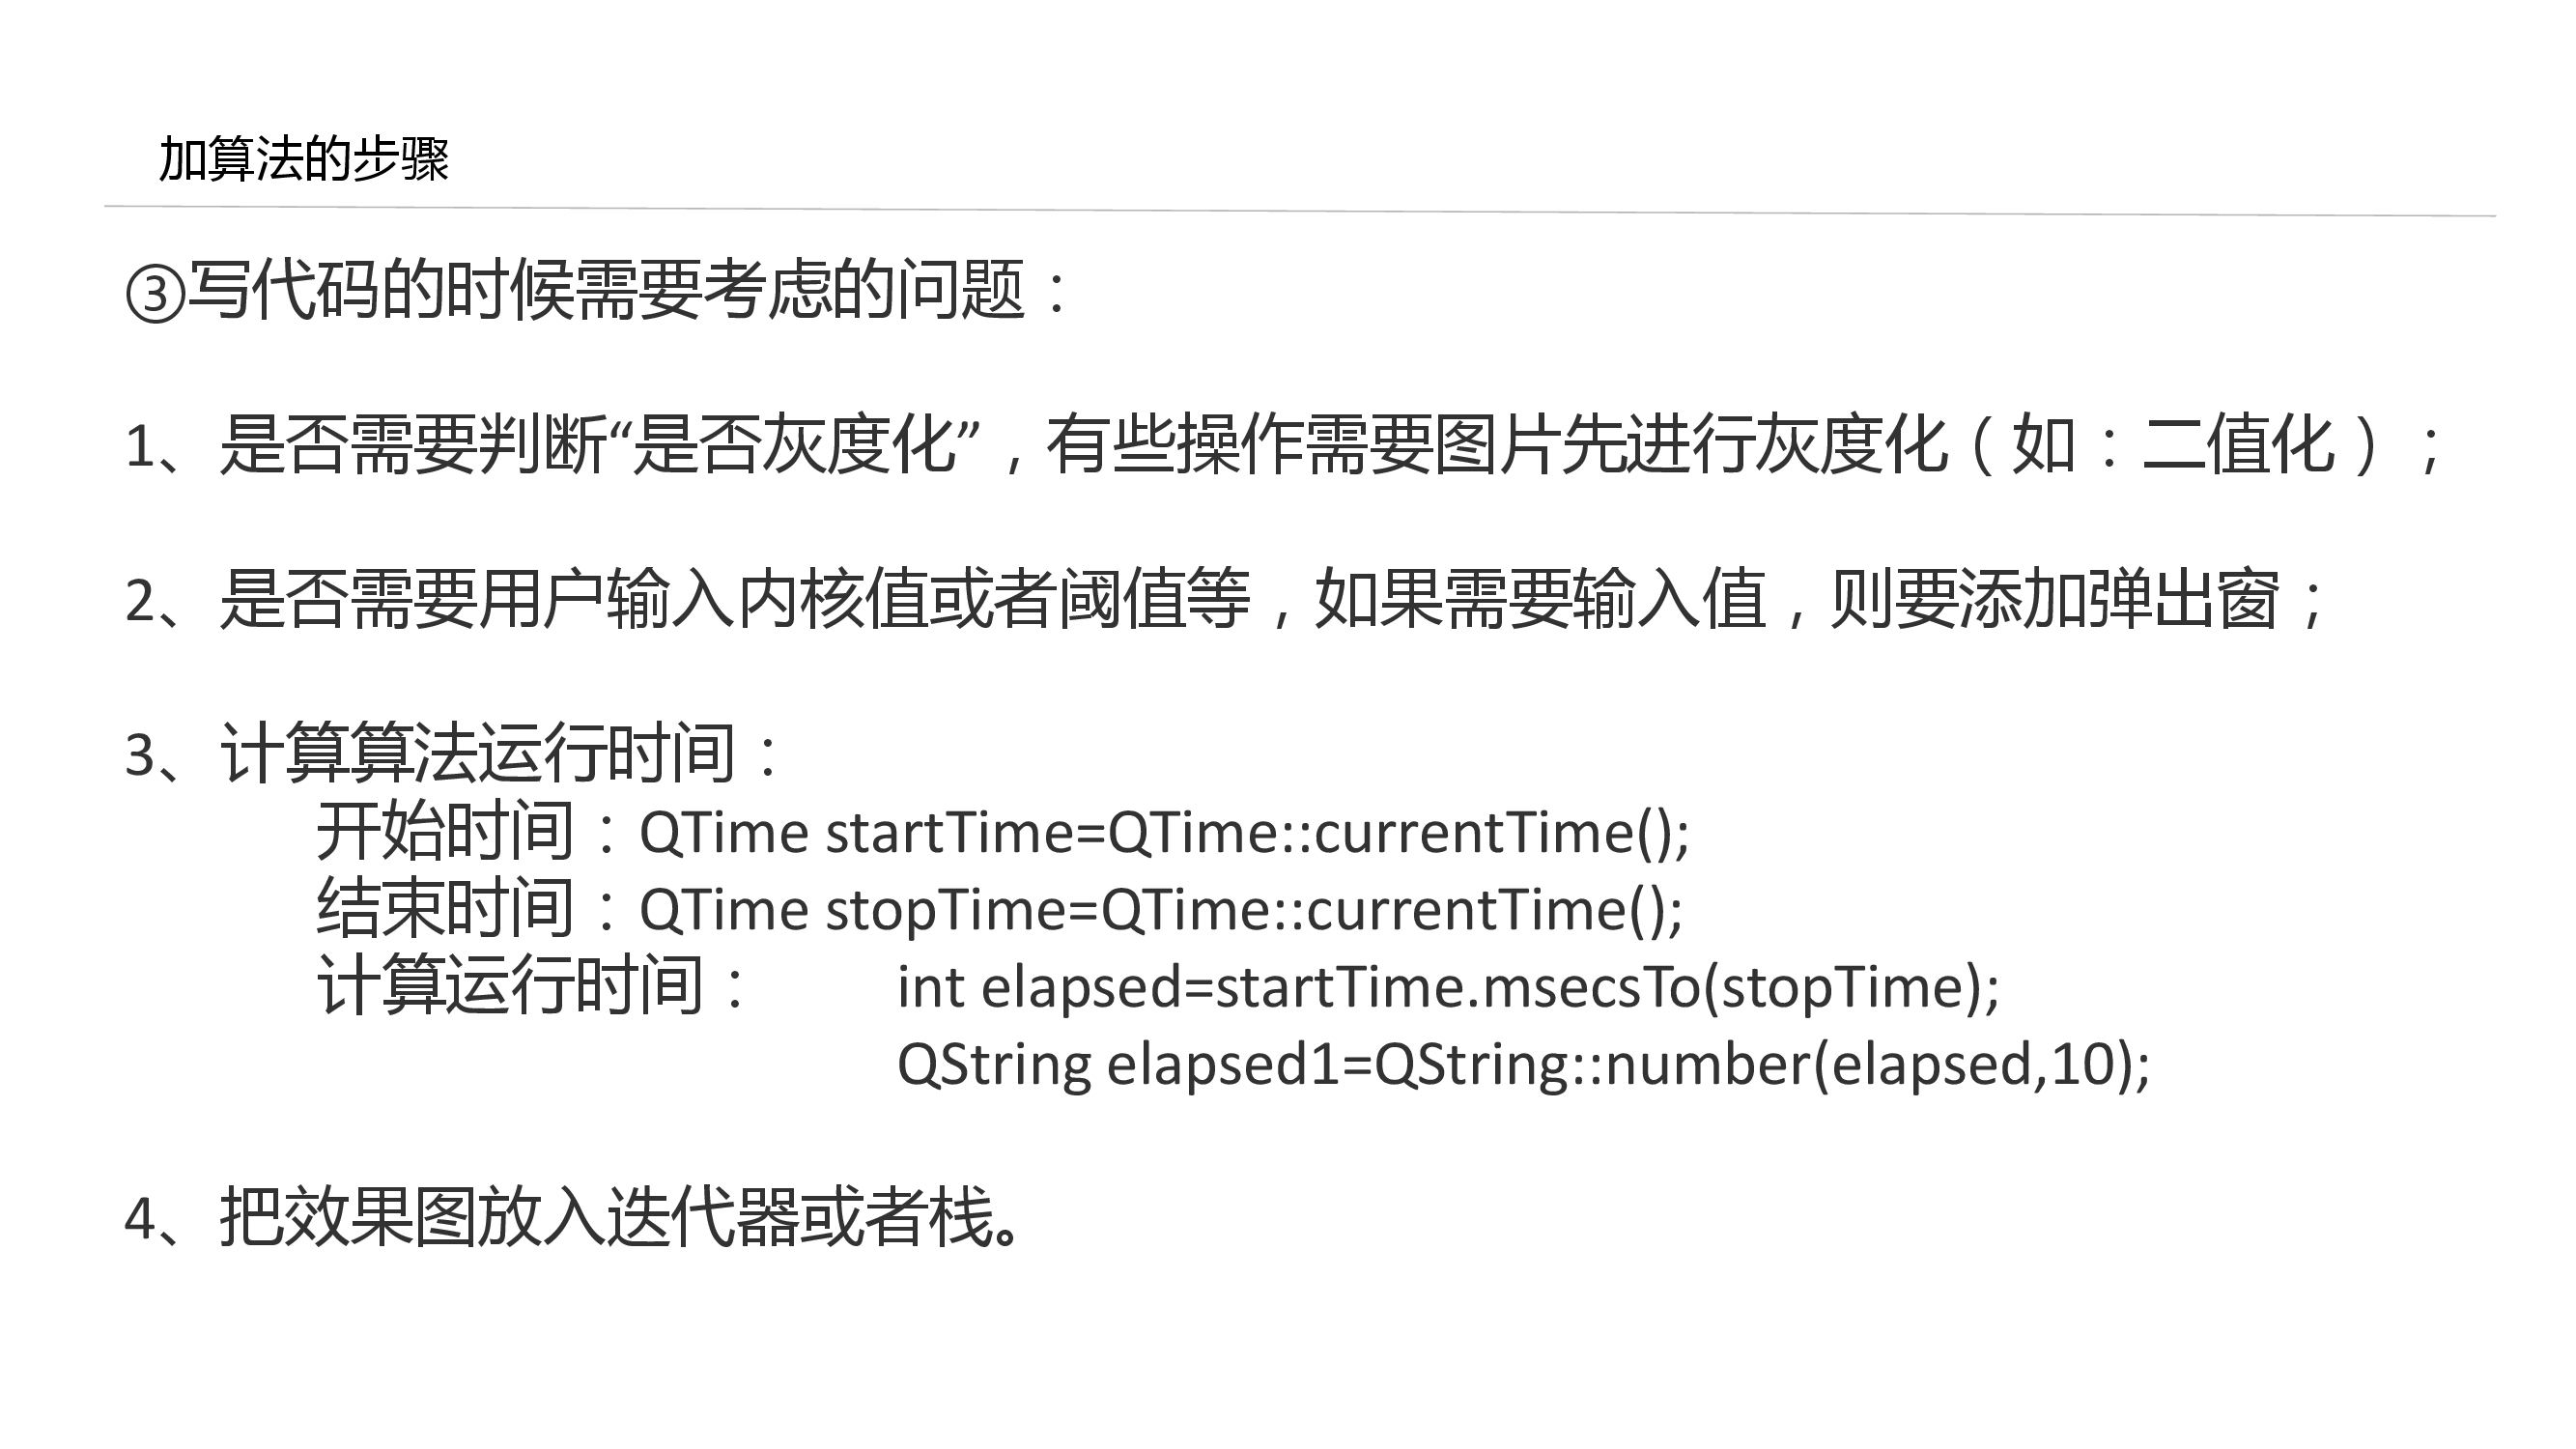 加算法的步骤
③写代码的时候需要考虑的问题：
1、是否需要判断“是否灰度化”，有些操作需要图片先进行灰度化（如：二值化）；
2、是否需要用户输入内核值或者阈值等，如果需要输入值，则要添加弹出窗；
3、计算算法运行时间：
开始时间：QTime startTime=QTime::currentTime();
结束时间：QTime stopTime=QTime::currentTime();
计算运行时间： int elapsed=startTime.msecsTo(stopTime);
QString elapsed1=QString::number(elapsed,10);
4、把效果图放入迭代器或者栈。